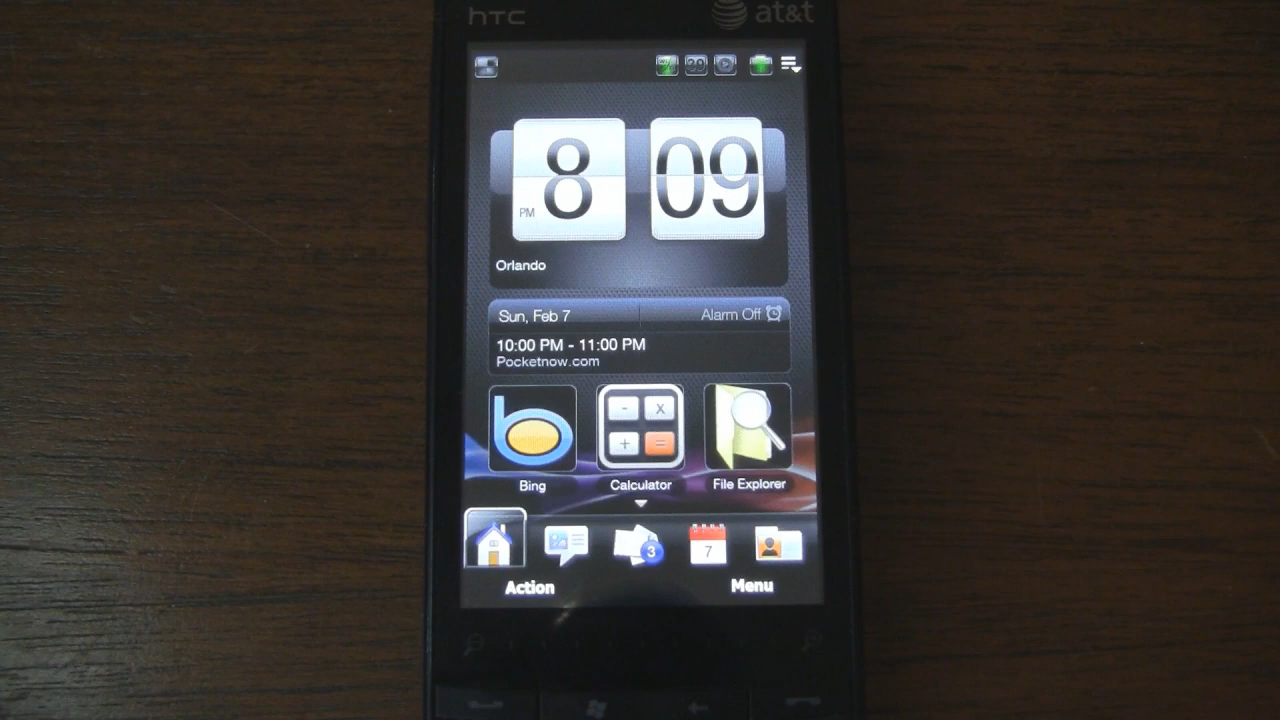 hTC
at&t
8
09
PM
Orlando
Sun, Feb 7
Alarm Off
10:00 PM - 11:00 PM
Pocketnow.com
- x
+ =
Bing
Calculator
File Explorer
3
7
Action
Menu